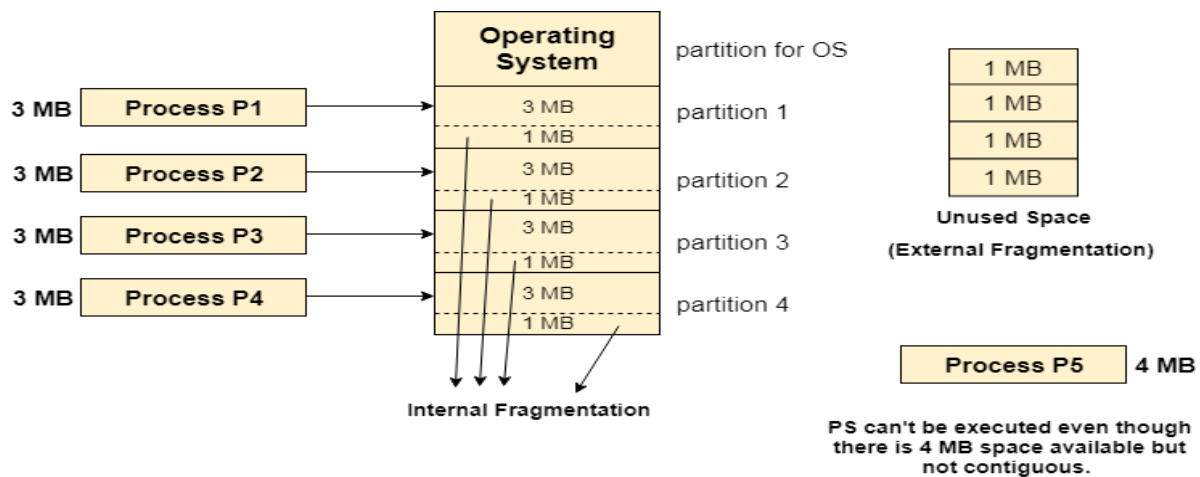 Operating
System
partition for OS
3 MB Process P1
3 MB
1 MB
partition 1
3 MB Process P2
3 MB
1 MB
partition 2
3 MB Process P3
3 MB
1 MB
partition 3
3 MB Process P4
3 MB
1 MB
partition 4
Internal Fragmentation
1 MB
1 MB
1 MB
1 MB
Unused Space
(External Fragmentation)
Process P5 4 MB
PS can't be executed even though
there is 4 MB space available but
not contiguous.